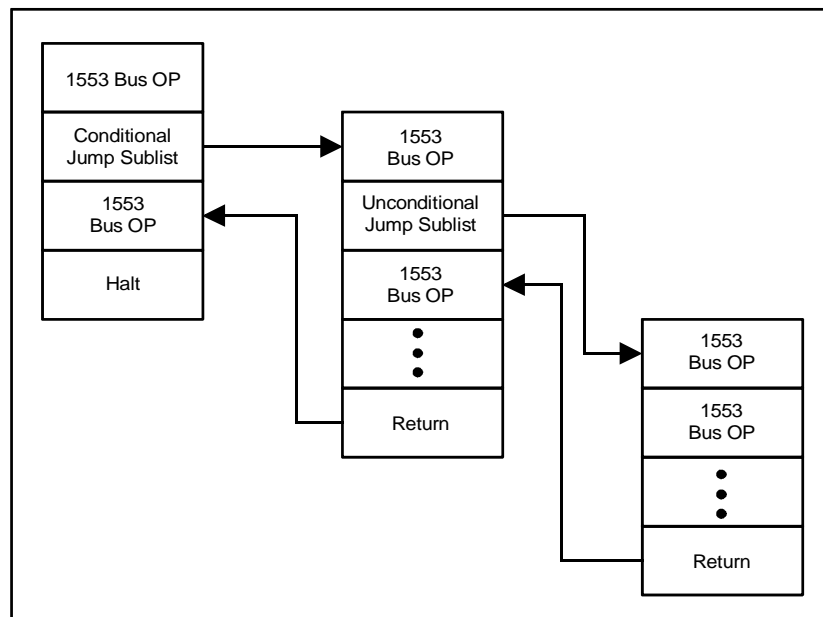 1553 Bus OP
Conditional
Jump Sublist
1553
Bus OP
Halt
1553
Bus OP
Unconditional
Jump Sublist
1553
Bus OP
Return
1553
Bus OP
1553
Bus OP
Return